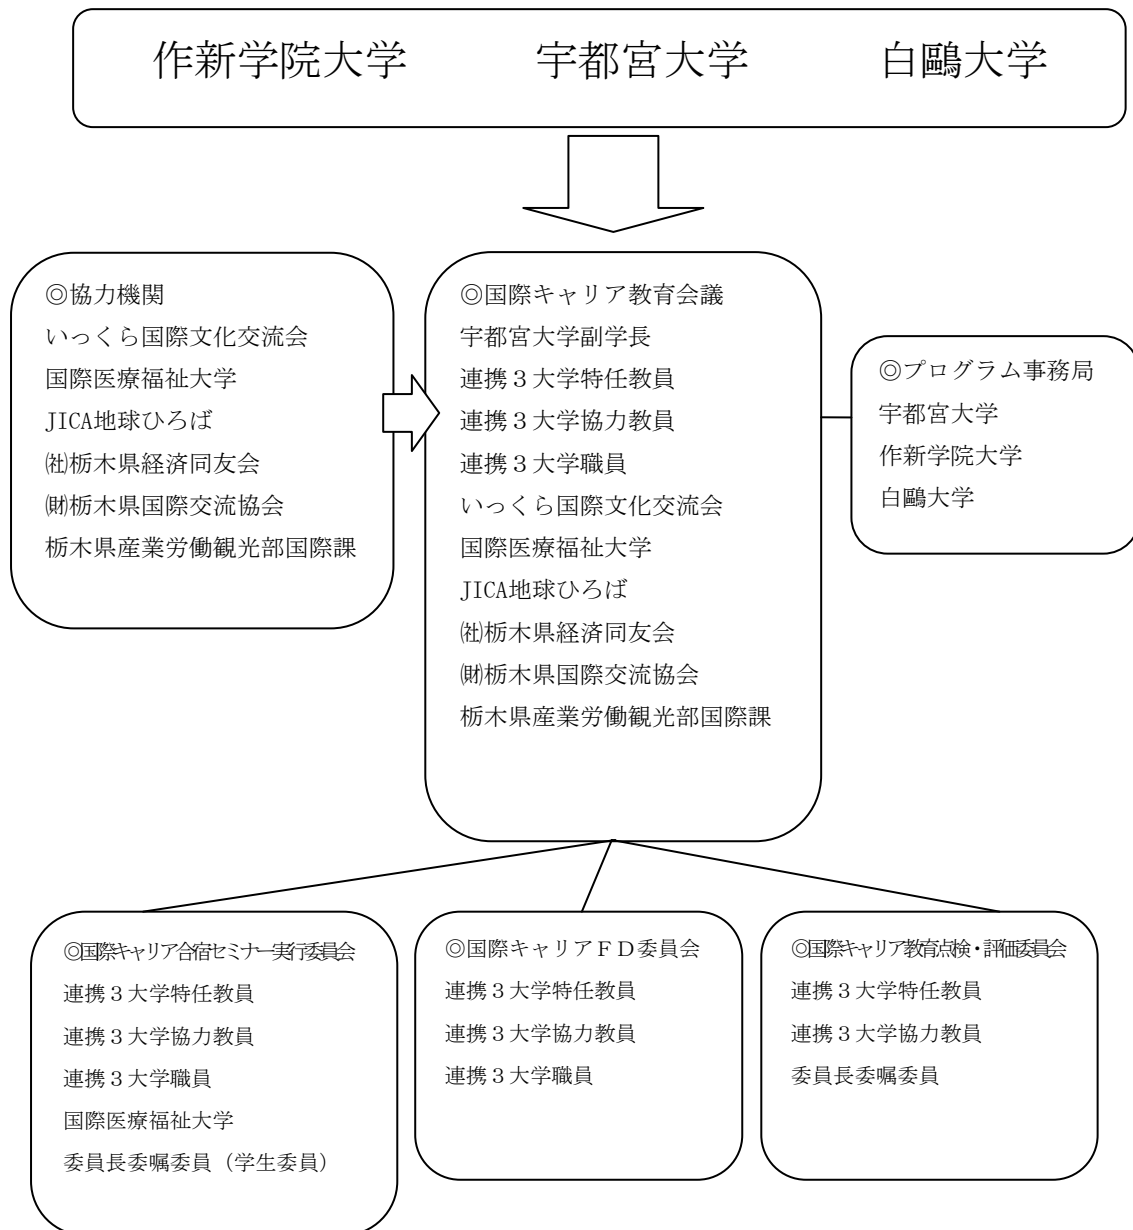 作新学院大学 宇都宮大学 白鷗大学
◎協力機関
いっくら国際文化交流会
国際医療福祉大学
JICA地球ひろば
㈳栃木県経済同友会
㈶栃木県国際交流協会
栃木県産業労働観光部国際課
◎国際キャリア教育会議
宇都宮大学副学長
連携３大学特任教員
連携３大学協力教員
連携３大学職員
いっくら国際文化交流会
国際医療福祉大学
JICA地球ひろば
㈳栃木県経済同友会
㈶栃木県国際交流協会
栃木県産業労働観光部国際課
◎プログラム事務局
宇都宮大学
作新学院大学
白鷗大学
◎国際キャリア合宿セミナー実行委員会
連携３大学特任教員
連携３大学協力教員
連携３大学職員
国際医療福祉大学
委員長委嘱委員（学生委員）
◎国際キャリアＦＤ委員会
連携３大学特任教員
連携３大学協力教員
連携３大学職員
◎国際キャリア教育点検・評価委員会
連携３大学特任教員
連携３大学協力教員
委員長委嘱委員